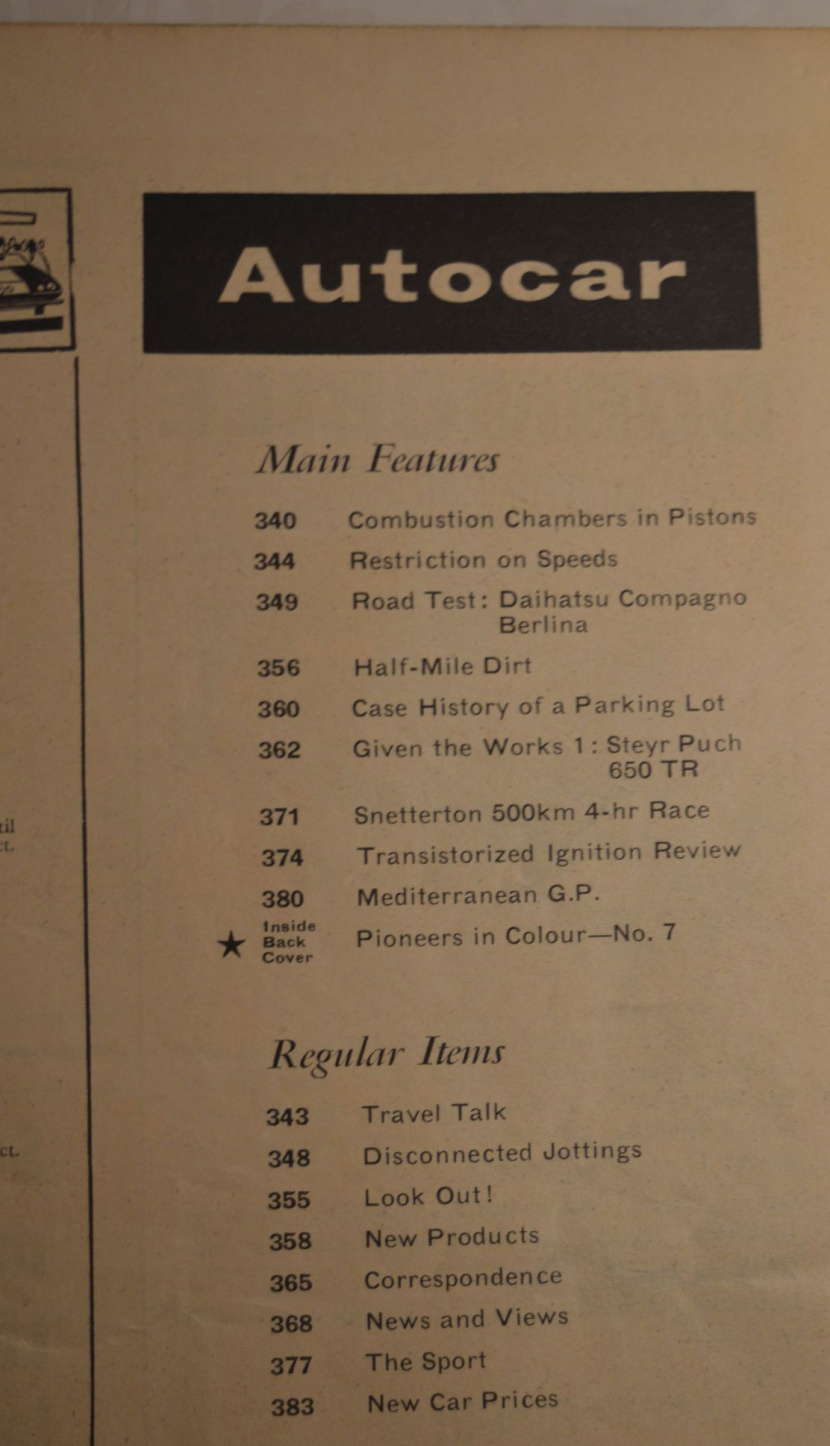 Autocar
Main Features
340 Combustion Chambers in Pistons
344 Restriction on Speeds
349 Road Test: Daihatsu Compagno
Berlina
356 Half-Mile Dirt
360 Case History of a Parking Lot
362 Given the Works 1: Steyr Puch
650 TR
371 Snetterton 500km 4-hr Race
374 Transistorized Ignition Review
380 Mediterranean G.P.
★ Inside
Back
Cover
Pioneers in Colour—No. 7
Regular Items
343 Travel Talk
348 Disconnected Jottings
355 Look Out!
358 New Products
365 Correspondence
368 News and Views
377 The Sport
383 New Car Prices